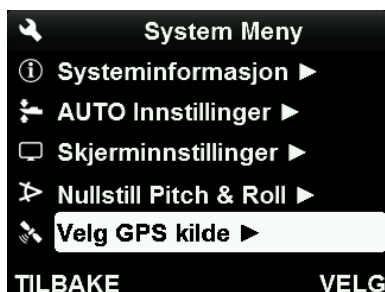 System Meny
Systeminformasjon ►
AUTO Innstillinger ►
Skjerminnstillinger ►
Nullstill Pitch & Roll ►
Velg GPS kilde ►
TILBAKE VELG